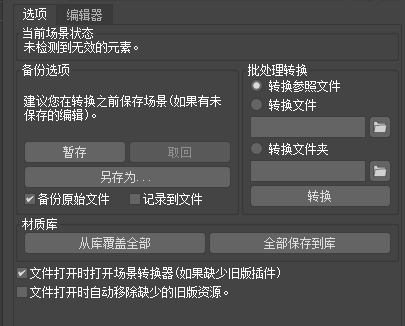 选项
编辑器
当前场景状态
未检测到无效的元素。
备份选项
建议您在转换之前保存场景(如果有未
保存的编辑)。
暂存
取回
另存为...
备份原始文件
记录到文件
批处理转换
转换参照文件
转换文件
转换文件夹
转换
材质库
从库覆盖全部
全部保存到库
文件打开时打开场景转换器(如果缺少旧版插件)
文件打开时自动移除缺少的旧版资源。